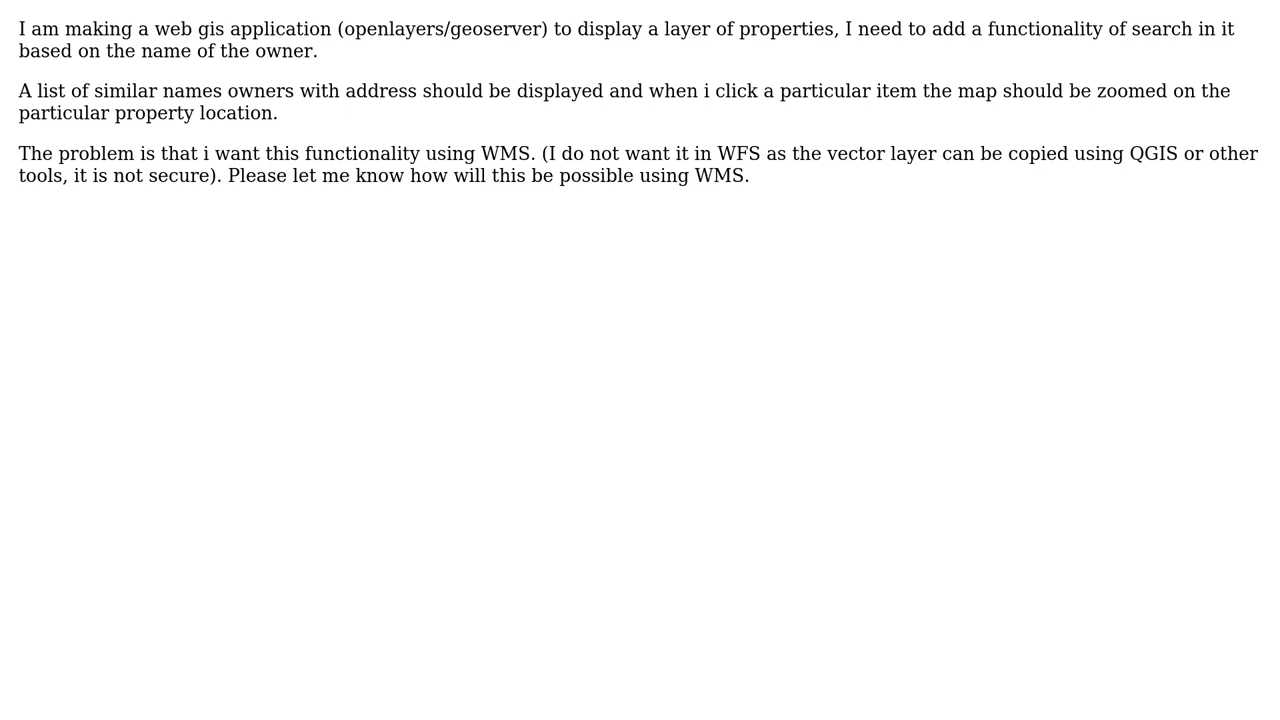 I am making a web gis application (openlayers/geoserver) to display a layer of properties, I need to add a functionality of search in it
based on the name of the owner.
A list of similar names owners with address should be displayed and when i click a particular item the map should be zoomed on the
particular property location.
The problem is that i want this functionality using WMS. (I do not want it in WFS as the vector layer can be copied using QGIS or other
tools, it is not secure). Please let me know how will this be possible using WMS.